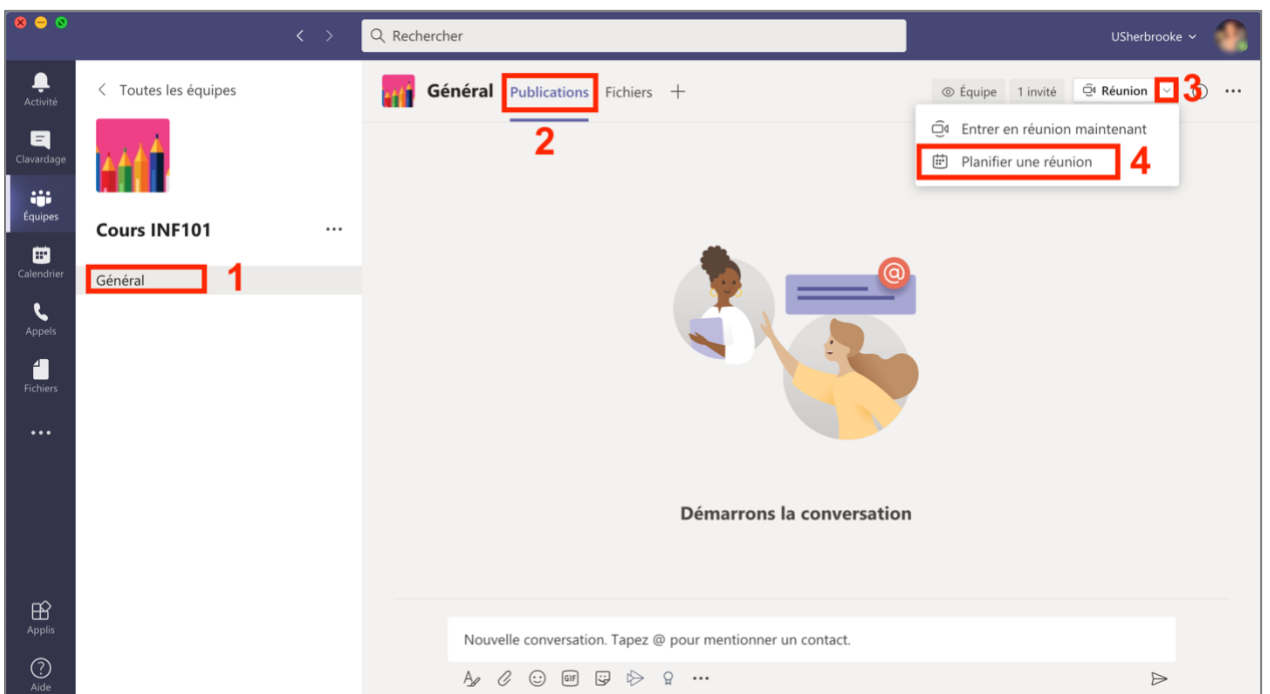 Rechercher
USherbrooke
Activité
Clavardage
Équipes
Calendrier
Appels
Fichiers
Applis
Aide
Toutes les équipes
Cours INF101
Général 1
Général Publications Fichiers
2
Équipe 1 invité Réunion 3
Entrer en réunion maintenant
Planifier une réunion 4
@
Démarrons la conversation
Nouvelle conversation. Tapez @ pour mentionner un contact.
GIF